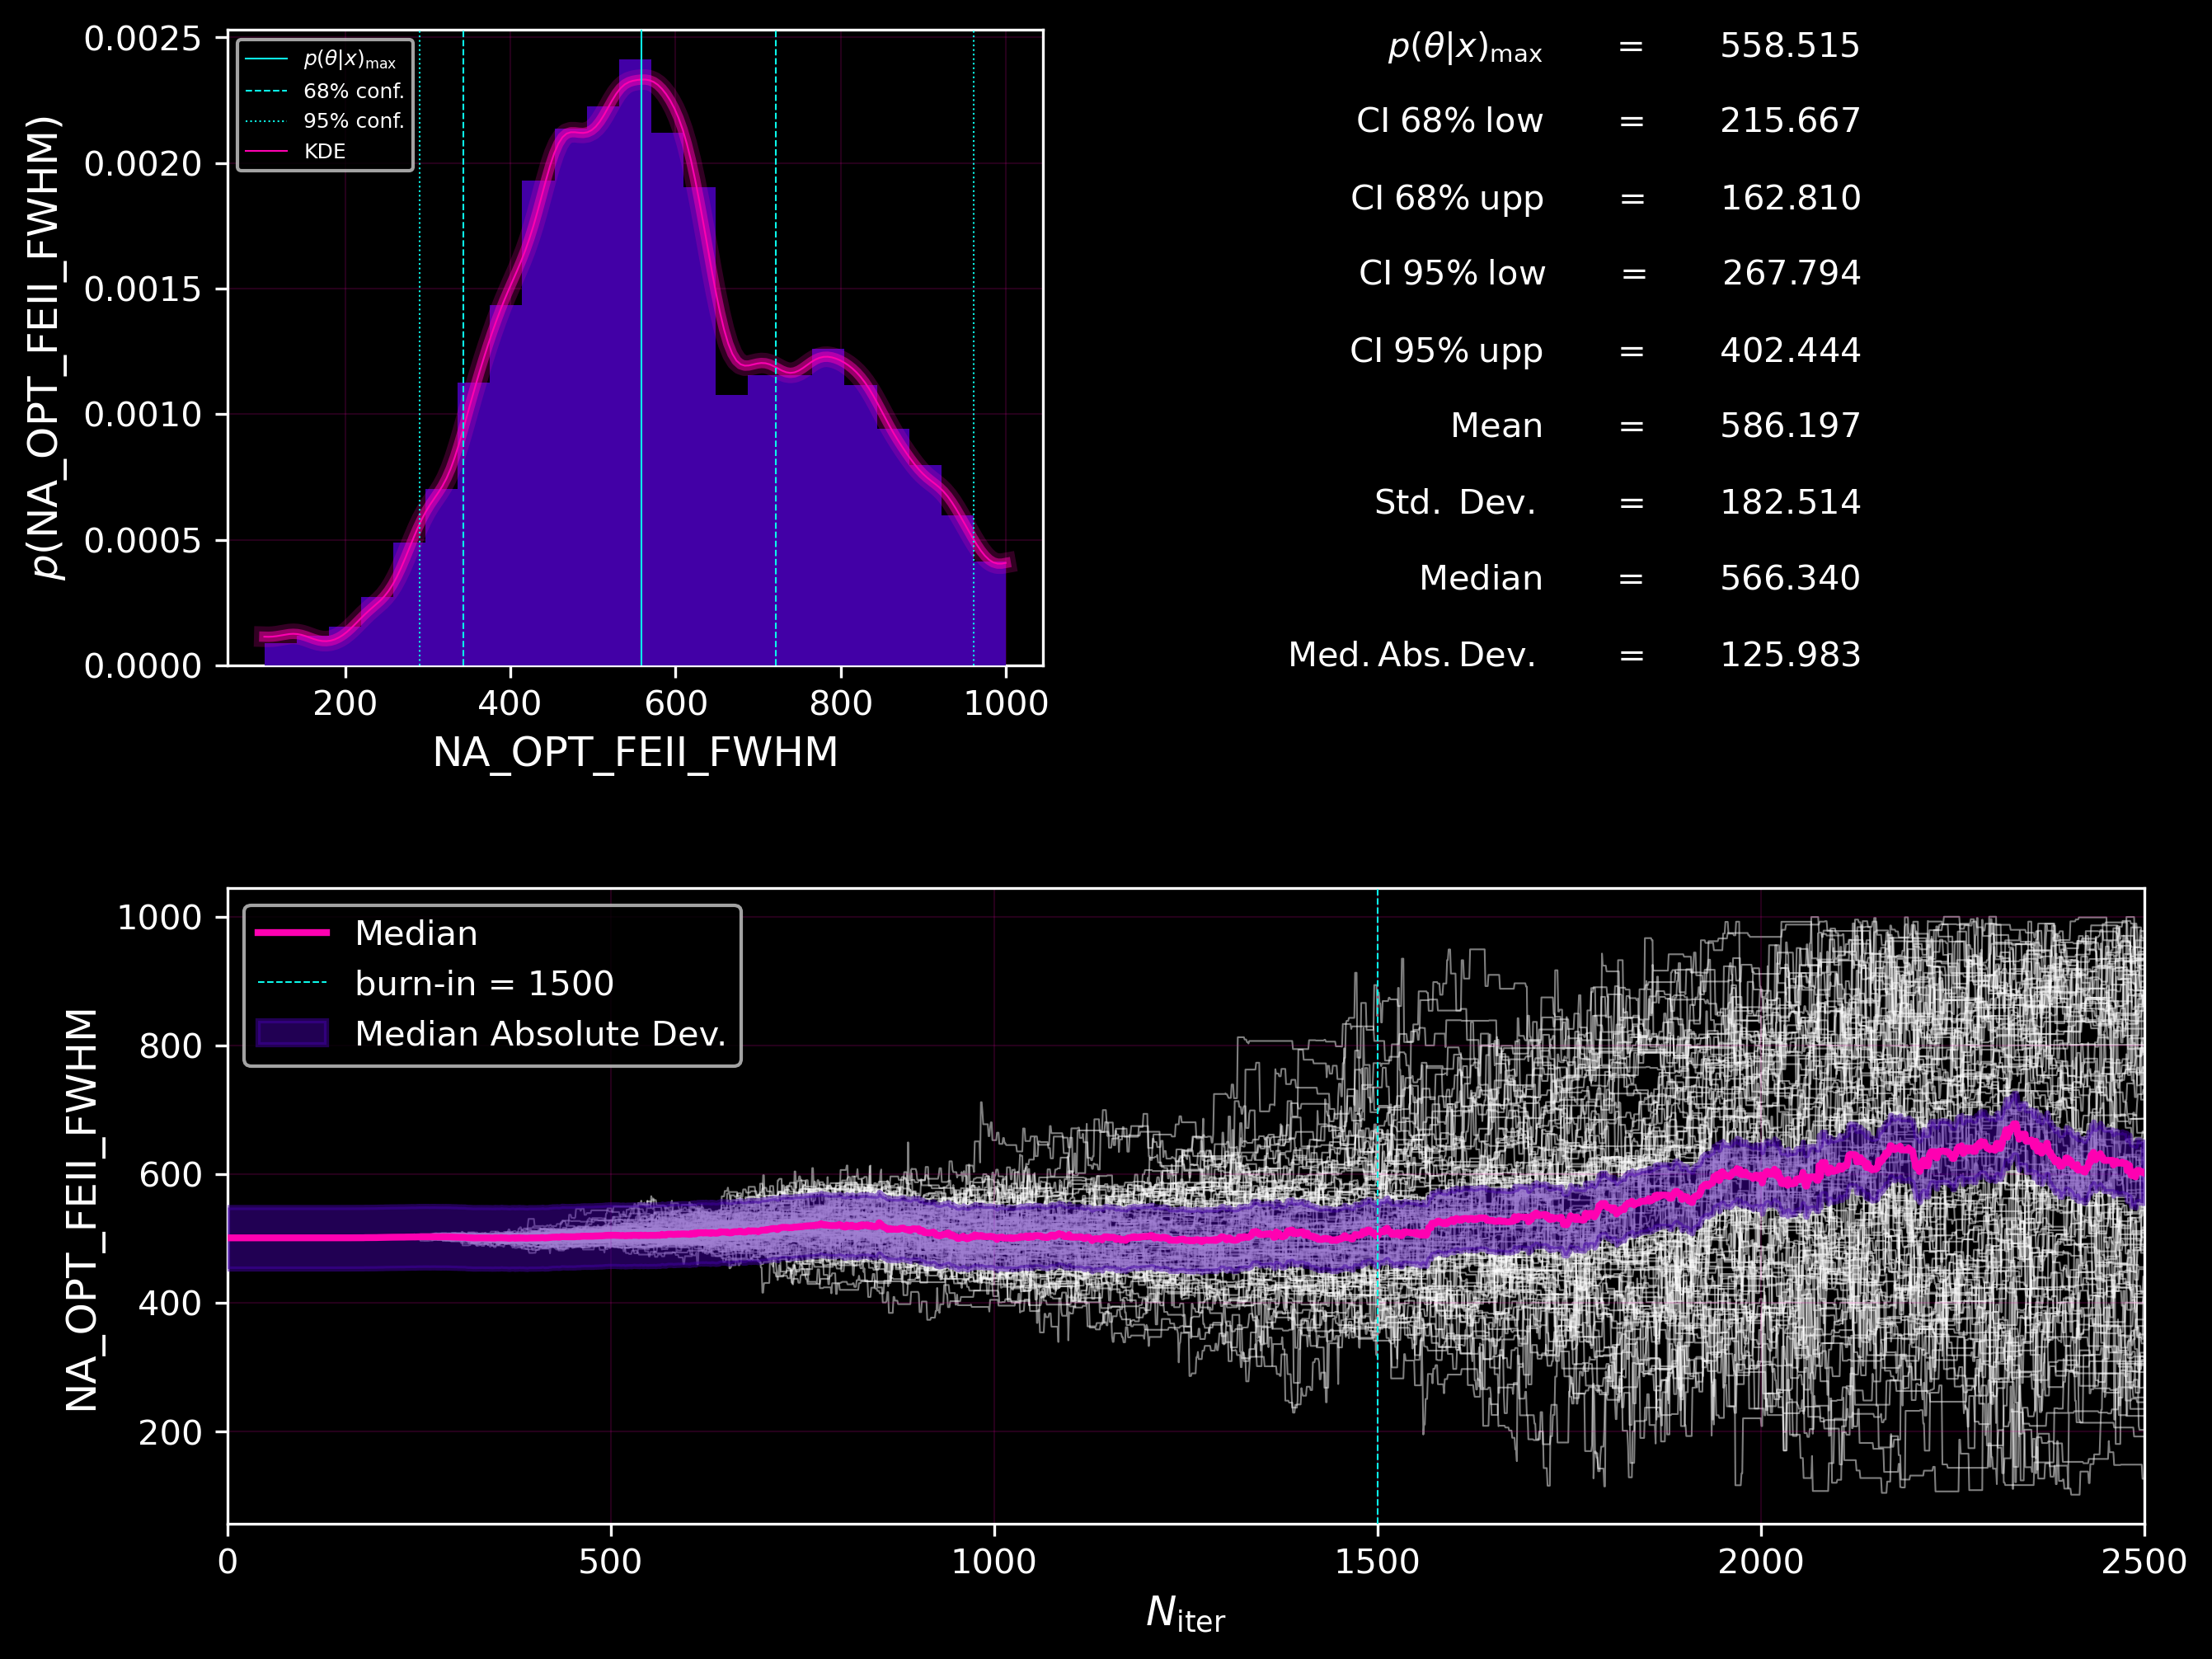 p(NA_OPT_FEII_FWHM)
0.0025
0.0020
0.0015
0.0010
0.0005
0.0000
p(θ|x)max
68% conf.
95% conf.
KDE
200 400 600 800 1000
NA_OPT_FEII_FWHM
p(θ|x)max = 558.515
CI 68% low = 215.667
CI 68% upp = 162.810
CI 95% low = 267.794
CI 95% upp = 402.444
Mean = 586.197
Std. Dev. = 182.514
Median = 566.340
Med. Abs. Dev. = 125.983
NA_OPT_FEII_FWHM
1000
800
600
400
200
Median
burn-in = 1500
Median Absolute Dev.
0 500 1000 1500 2000 2500
Niter